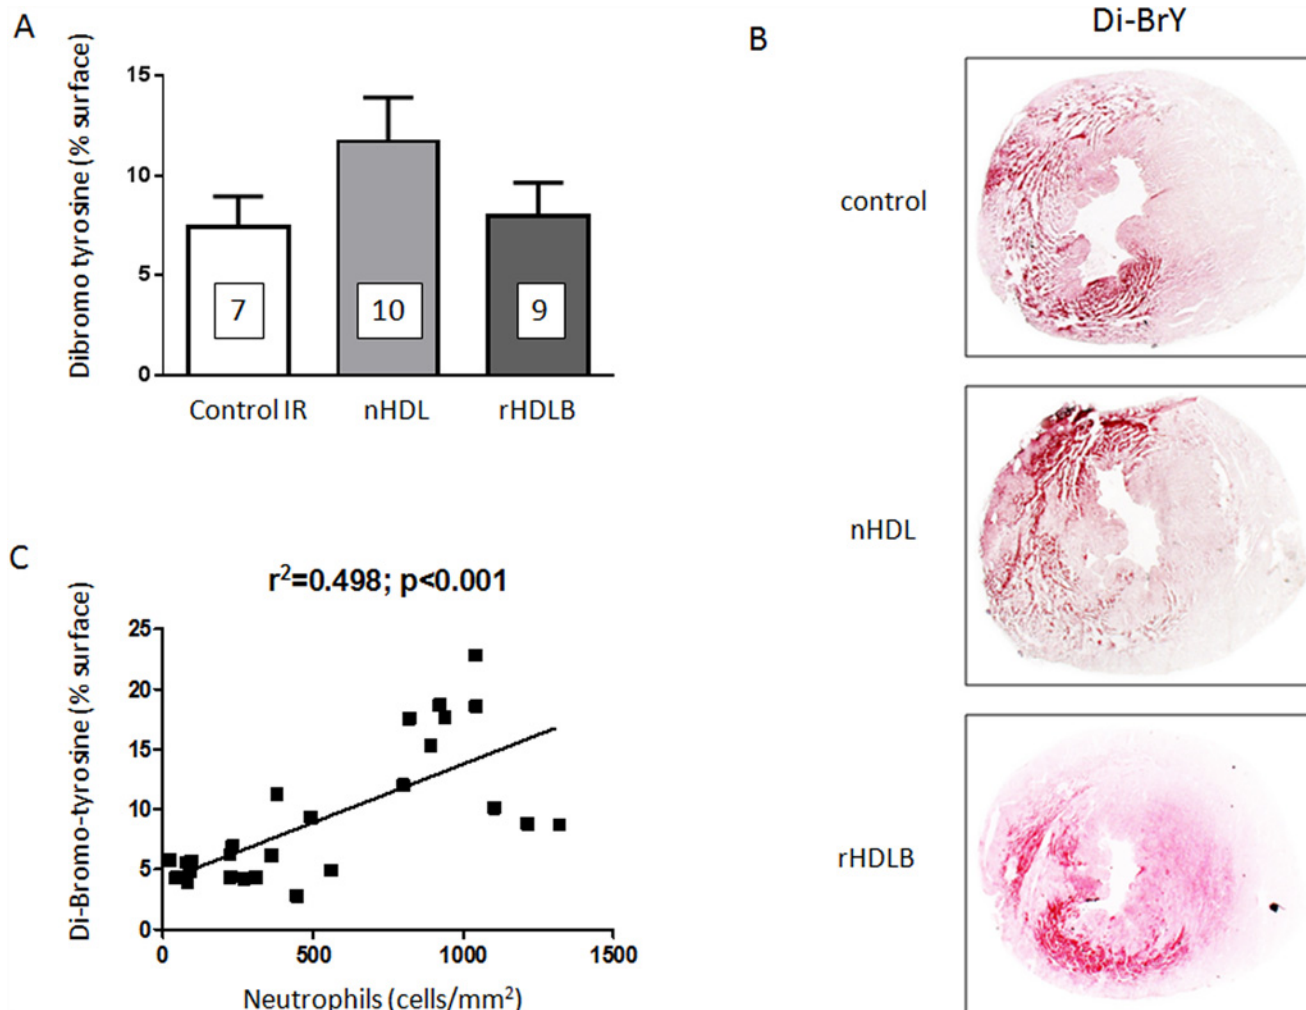 A
Dibromo tyrosine (% surface)
15
10
5
0
7
10
9
Control IR
nHDL
rHDLB
B
Di-BrY
control
nHDL
rHDLB
C
r²=0.498; p<0.001
Di-Bromo-tyrosine (% surface)
25
20
15
10
5
0
0
500
1000
1500
Neutrophils (cells/mm²)